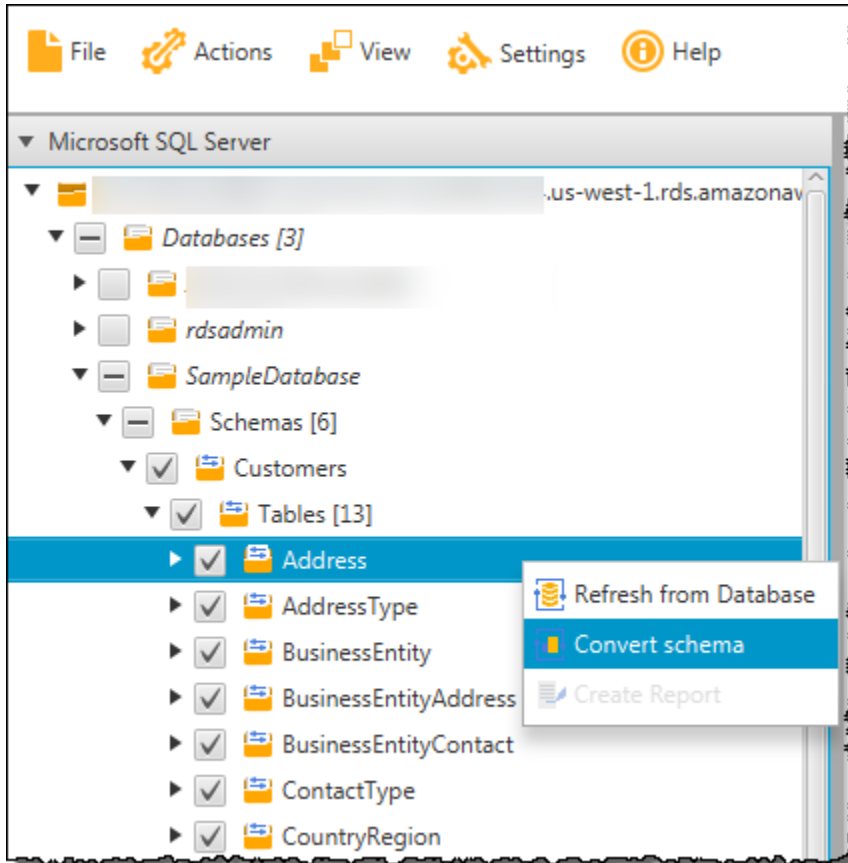 File Actions View Settings Help
Microsoft SQL Server
.us-west-1.rds.amazonav
Databases [3]
rdsadmin
SampleDatabase
Schemas [6]
Customers
Tables [13]
Address
Refresh from Database
AddressType
Convert schema
BusinessEntity
Create Report
BusinessEntityAddress
BusinessEntityContact
ContactType
CountryRegion